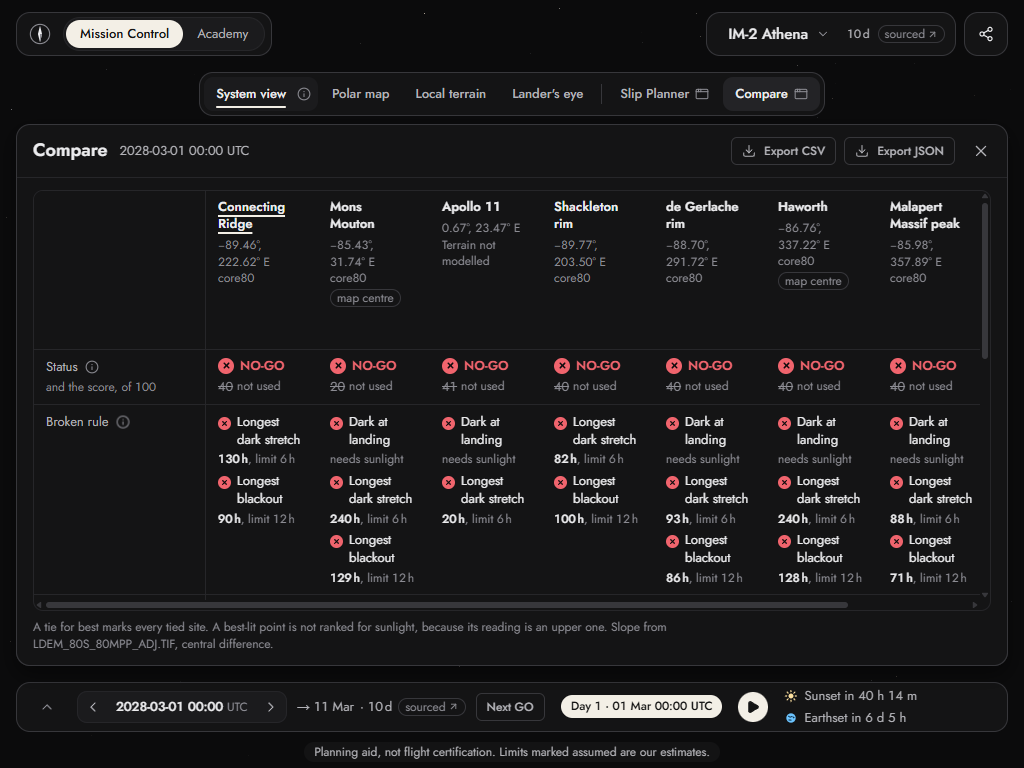 Mission Control
Academy
IM-2 Athena
10 d
sourced ↗
System view
Polar map
Local terrain
Lander's eye
Slip Planner
Compare
Compare
2028-03-01 00:00 UTC
Export CSV
Export JSON
Connecting Ridge
−89.46°, 222.62° E
core80
Mons Mouton
−85.43°, 31.74° E
core80
map centre
Apollo 11
0.67°, 23.47° E
Terrain not modelled
Shackleton rim
−89.77°, 203.50° E
core80
de Gerlache rim
−88.70°, 291.72° E
core80
Haworth
−86.76°, 337.22° E
core80
map centre
Malapert Massif peak
−85.98°, 357.89° E
core80
Status
and the score, of 100
NO-GO
40 not used
NO-GO
20 not used
NO-GO
41 not used
NO-GO
40 not used
NO-GO
40 not used
NO-GO
40 not used
NO-GO
40 not used
Broken rule
Longest dark stretch
130 h, limit 6 h
Longest blackout
90 h, limit 12 h
Dark at landing
needs sunlight
Longest dark stretch
240 h, limit 6 h
Longest blackout
129 h, limit 12 h
Dark at landing
needs sunlight
Longest dark stretch
20 h, limit 6 h
Longest dark stretch
82 h, limit 6 h
Longest blackout
100 h, limit 12 h
Dark at landing
needs sunlight
Longest dark stretch
93 h, limit 6 h
Longest blackout
86 h, limit 12 h
Dark at landing
needs sunlight
Longest dark stretch
240 h, limit 6 h
Longest blackout
128 h, limit 12 h
Dark at landing
needs sunlight
Longest dark stretch
88 h, limit 6 h
Longest blackout
71 h, limit 12 h
A tie for best marks every tied site. A best-lit point is not ranked for sunlight, because its reading is an upper one. Slope from
LDEM_80S_80MPP_ADJ.TIF, central difference.
2028-03-01 00:00 UTC
→ 11 Mar · 10 d
sourced ↗
Next GO
Day 1 · 01 Mar 00:00 UTC
Sunset in 40 h 14 m
Earthset in 6 d 5 h
Planning aid, not flight certification. Limits marked assumed are our estimates.